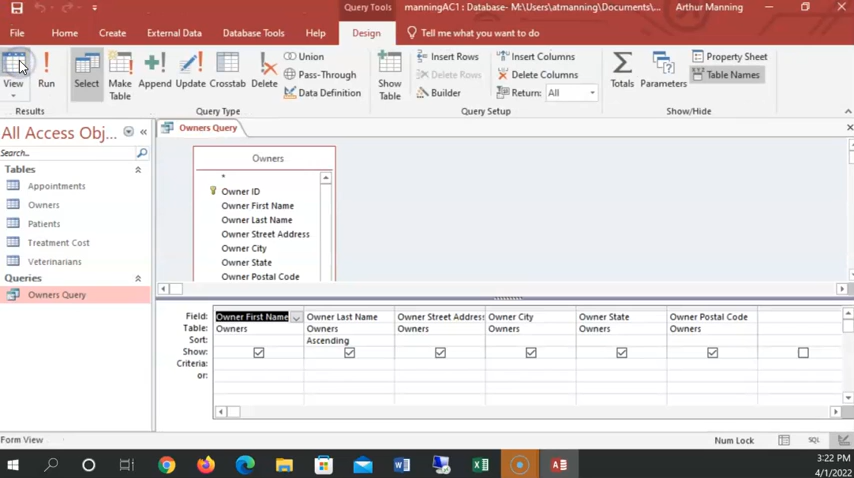 Query Tools
manningAC1 : Database- M:\Users\atmanning\Documents\...
Arthur Manning
File
Home
Create
External Data
Database Tools
Help
Design
Tell me what you want to do
View
Run
Select
Make Table
Append
Update
Crosstab
Delete
Union
Pass-Through
Data Definition
Show Table
Insert Rows
Delete Rows
Builder
Insert Columns
Delete Columns
Return: All
Totals
Parameters
Property Sheet
Table Names
Results
Query Type
Query Setup
Show/Hide
All Access Obj...
Search...
Tables
Appointments
Owners
Patients
Treatment Cost
Veterinarians
Queries
Owners Query
Owners Query
Owners
*
Owner ID
Owner First Name
Owner Last Name
Owner Street Address
Owner City
Owner State
Owner Postal Code
Field: Owner First Name Owner Last Name Owner Street Address Owner City Owner State Owner Postal Code
Table: Owners Owners Owners Owners Owners Owners
Sort: Ascending
Show:
Criteria:
or:
Form View
Num Lock
SQL
3:22 PM
4/1/2022